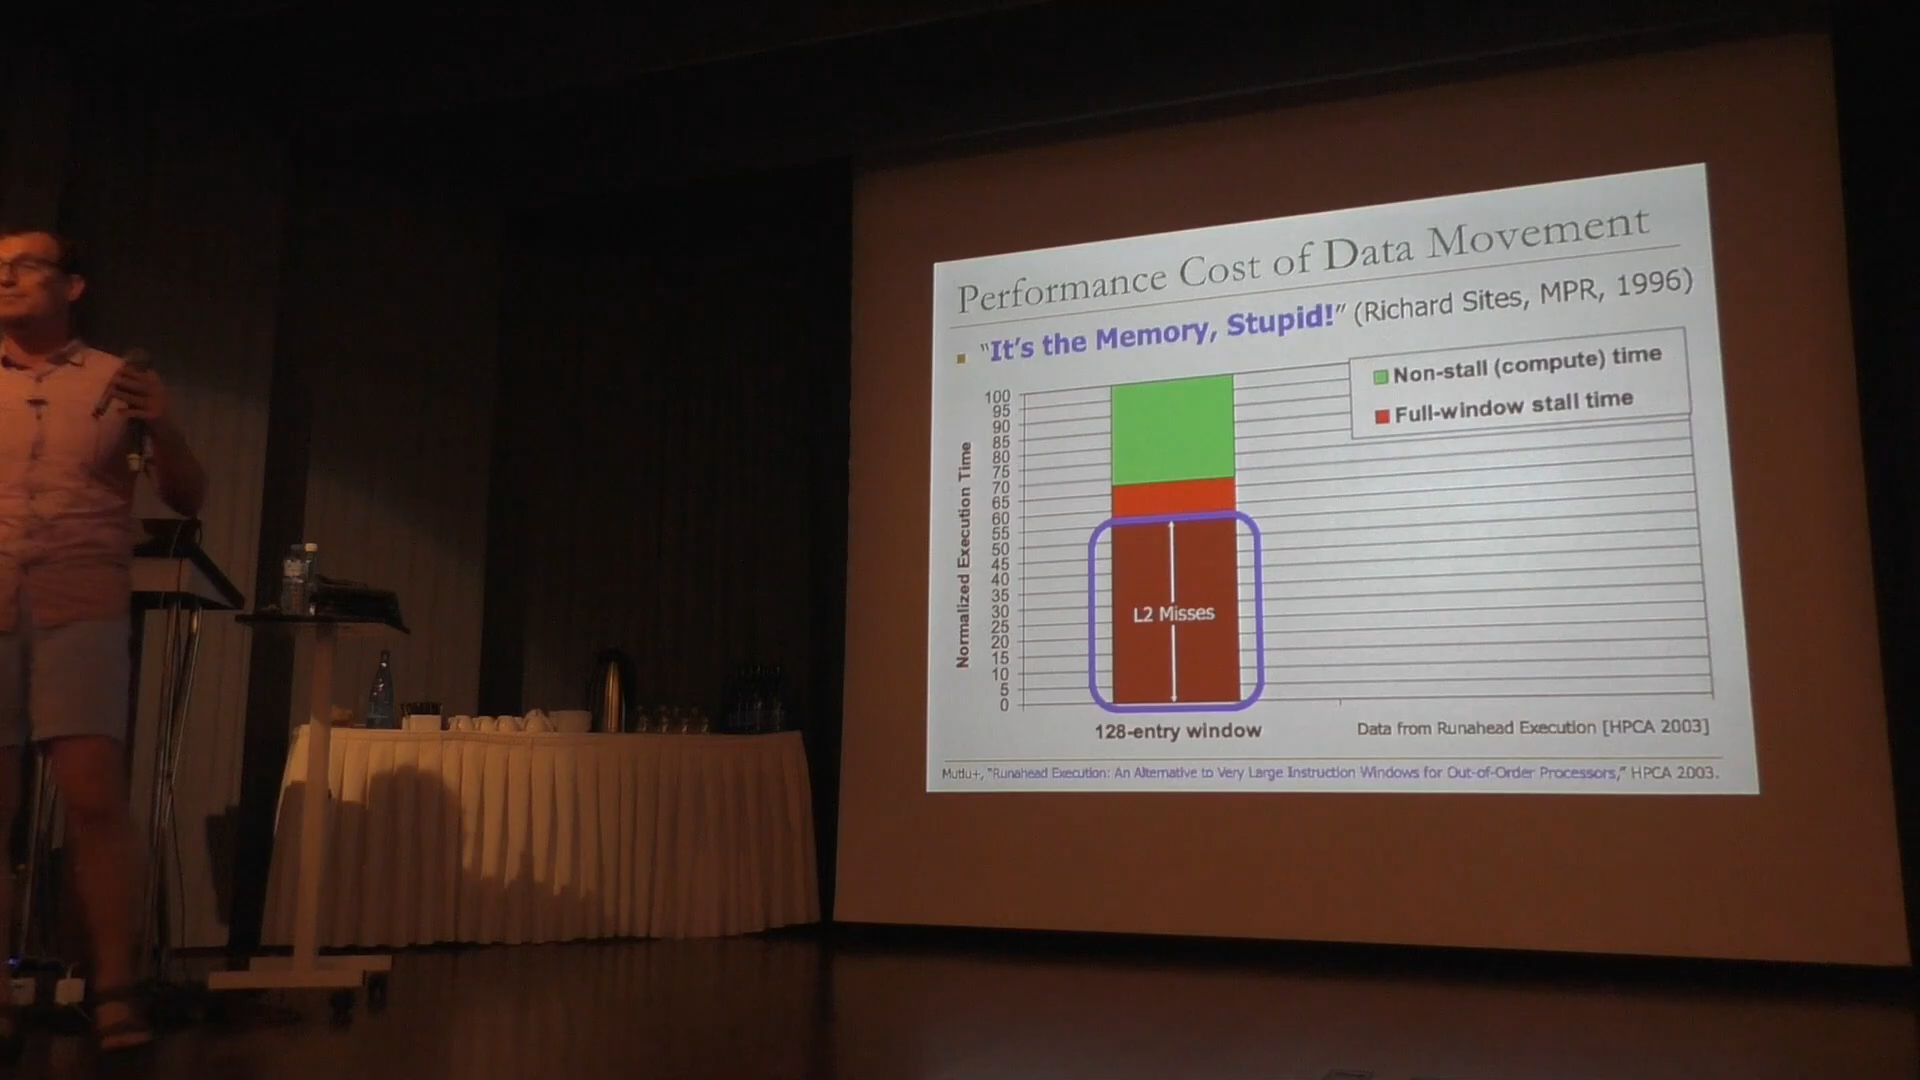 Performance Cost of Data Movement
"It's the Memory, Stupid!" (Richard Sites, MPR, 1996)
Non-stall (compute) time
Full-window stall time
Normalized Execution Time
100
95
90
85
80
75
70
65
60
55
50
45
40
35
30
25
20
15
10
5
0
L2 Misses
128-entry window
Data from Runahead Execution [HPCA 2003]
Mutlu+, "Runahead Execution: An Alternative to Very Large Instruction Windows for Out-of-Order Processors," HPCA 2003.